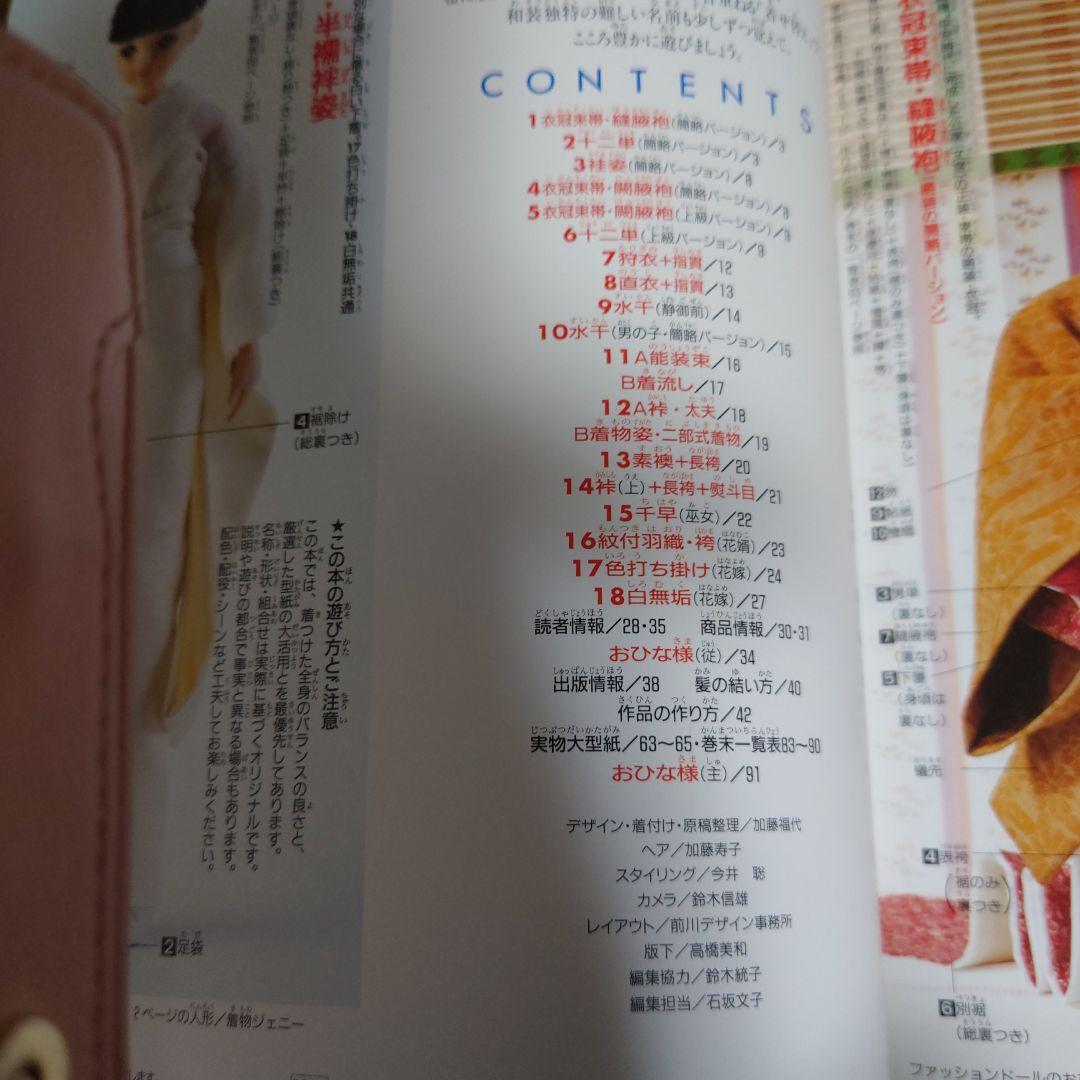 和装独特の難しい名前も少しずつ覚えて、
こころ豊かに遊びましょう。
CONTENTS
1衣冠束帯・縫腋袍(簡略バージョン)/3
2十二単(簡略バージョン)/3
3袿姿(簡略バージョン)/8
4衣冠束帯・闕腋袍(簡略バージョン)/8
5衣冠束帯・闕腋袍(上級バージョン)/9
6十二単(上級バージョン)/9
7狩衣+指貫/12
8直衣+指貫/13
9水干(静御前)/14
10水干(男の子・簡略バージョン)/15
11A能装束/16
B着流し/17
12A裃・太夫/18
B着物姿・二部式着物/19
13素襖+長袴/20
14裃(上)+長袴+熨斗目/21
15千早(巫女)/22
16紋付羽織・袴(花婿)/23
17色打ち掛け(花嫁)/24
18白無垢(花嫁)/27
読者情報/28・35 商品情報/30・31
おひな様(従)/34
出版情報/38 髪の結い方/40
作品の作り方/42
実物大型紙/63〜65・巻末一覧表83〜90
おひな様(主)/91
デザイン・着付け・原稿整理/加藤福代
ヘア/加藤寿子
スタイリング/今井 聡
カメラ/鈴木信雄
レイアウト/前川デザイン事務所
版下/高橋美和
編集協力/鈴木統子
編集担当/石坂文子
半襦袢姿
17色打ち掛け・18白無垢共通
4裾除け
(総裏つき)
★この本の遊び方とご注意
この本では、着つけた全身のバランスの良さと、
厳選した型紙の大活用とを最優先してあります。
名称・形状・組合せは実際に基づくオリジナルです。
説明や遊びの都合で事実と異なる場合もあります。
配色・配役・シーンなど工夫してお楽しみください。
2足袋
2ページの人形/着物ジェニー
衣冠束帯・縫腋袍
3単
(裏なし)
7縫腋袍
(裏なし)
5下襲
(身頃は
裏なし)
4表袴
(裾のみ
裏つき)
6別裾
(総裏つき)